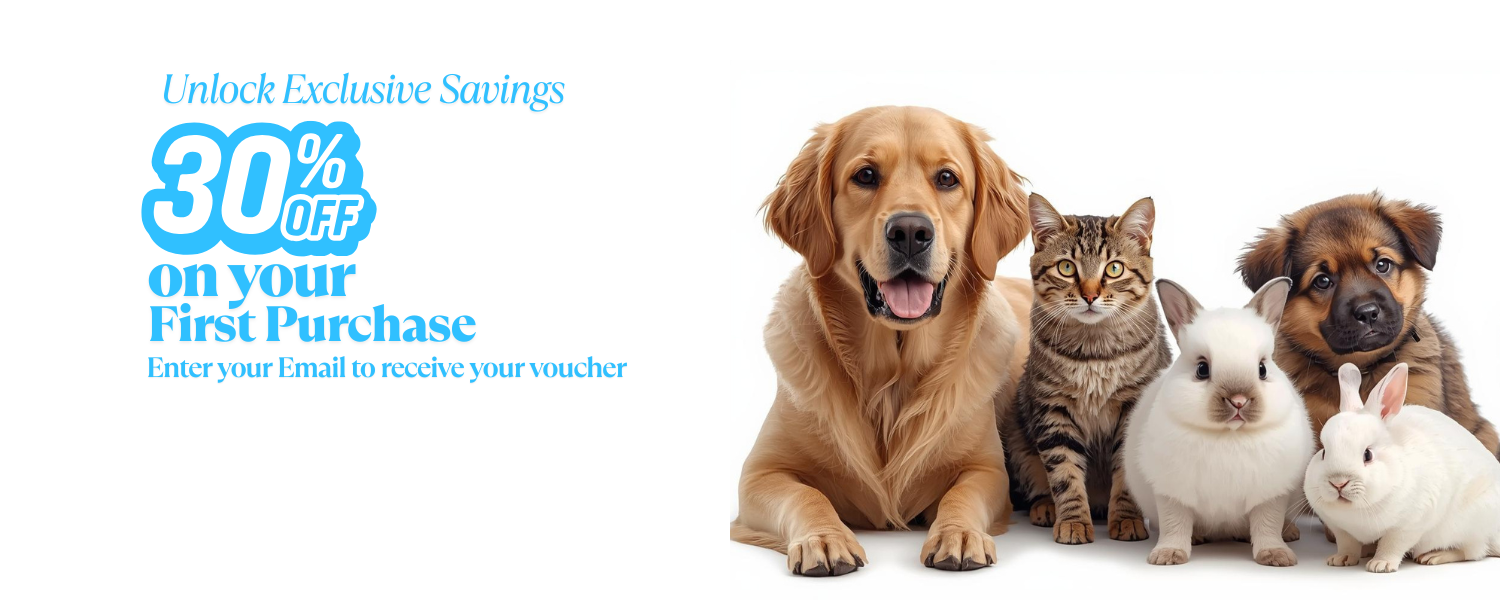 Unlock Exclusive Savings
30%
OFF
on your
First Purchase
Enter your Email to receive your voucher